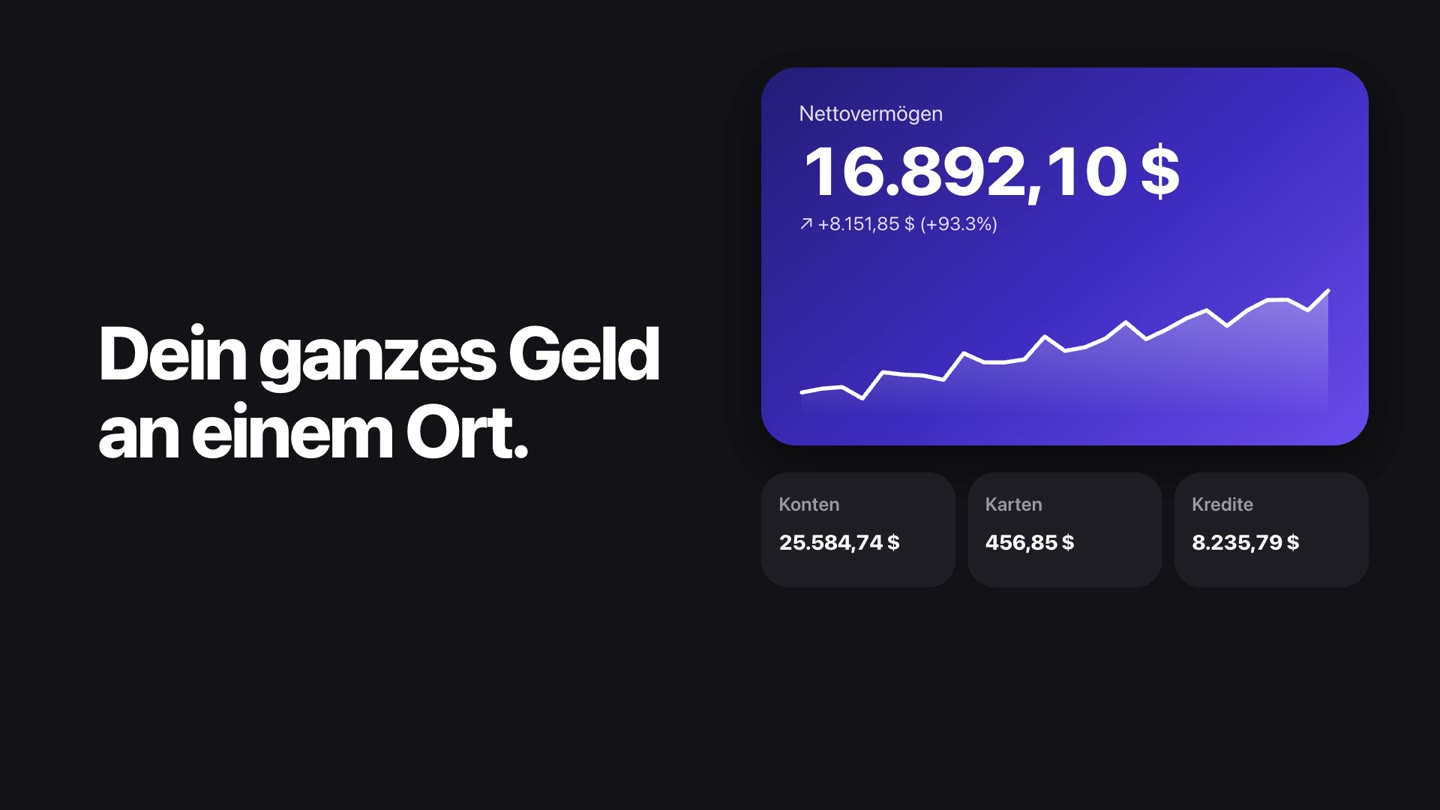 Dein ganzes Geld
an einem Ort.
Nettovermögen
16.892,10 $
↗ +8.151,85 $ (+93.3%)
Konten
25.584,74 $
Karten
456,85 $
Kredite
8.235,79 $